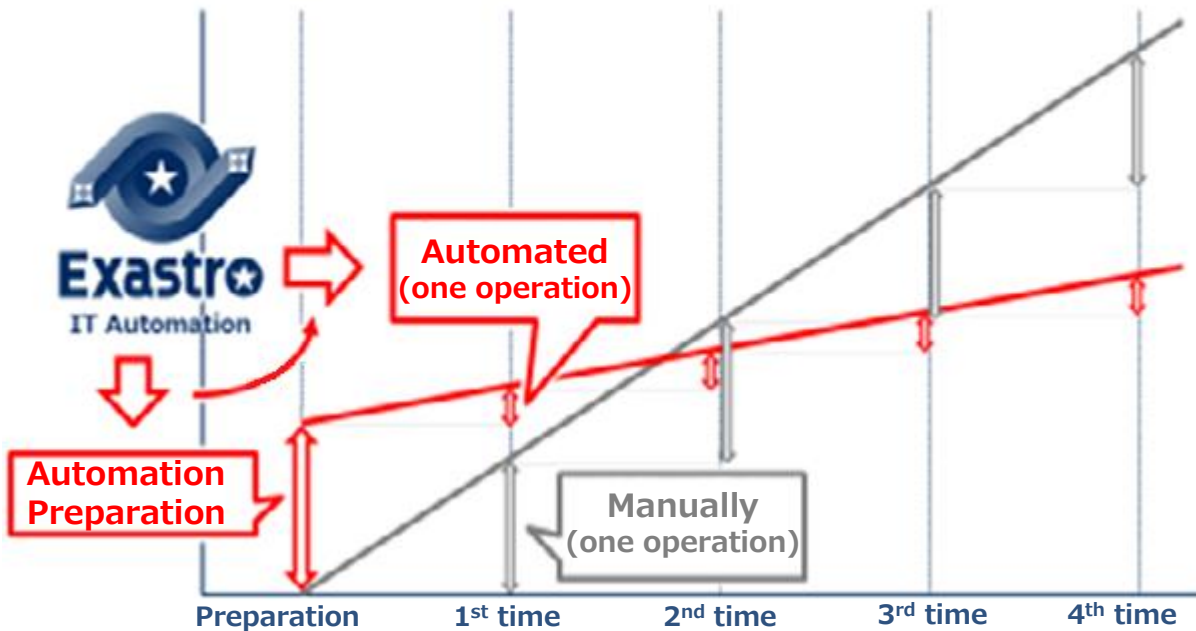 Exastro
IT Automation
Automated
(one operation)
Automation
Preparation
Manually
(one operation)
Preparation
1st time
2nd time
3rd time
4th time